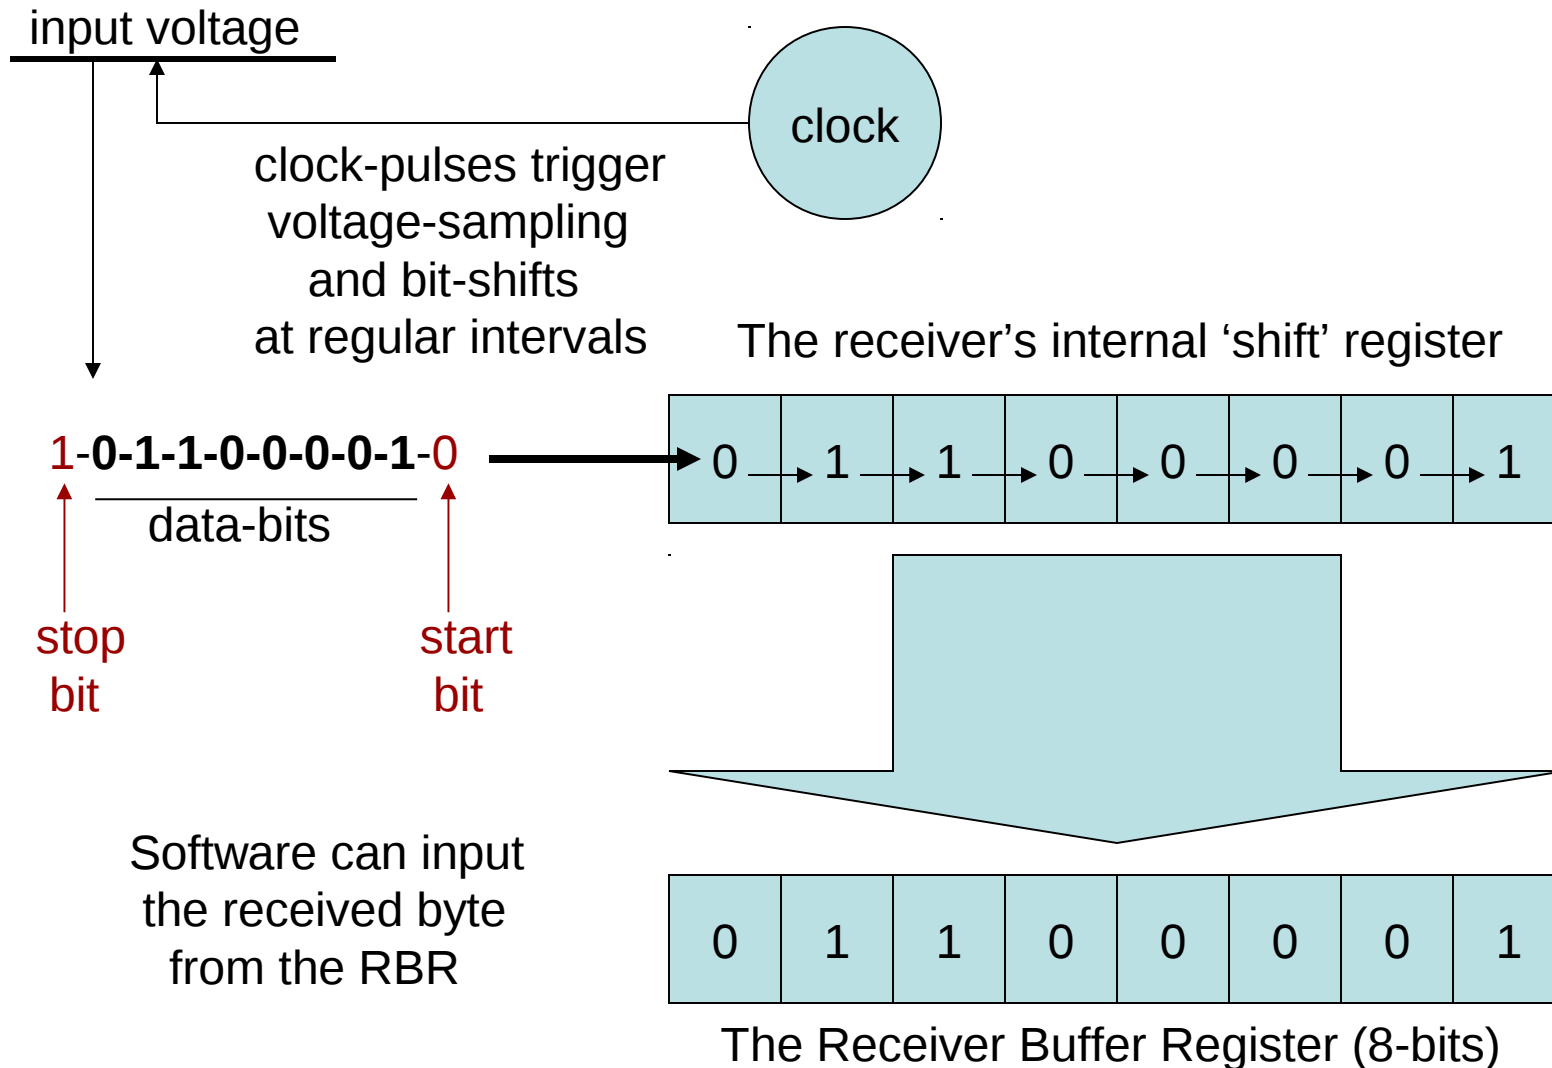 input voltage
clock
clock-pulses trigger
voltage-sampling
and bit-shifts
at regular intervals
The receiver’s internal ‘shift’ register
1-0-1-1-0-0-0-0-1-0
0 1 1 0 0 0 0 1
data-bits
stop
bit
start
bit
Software can input
the received byte
from the RBR
0 1 1 0 0 0 0 1
The Receiver Buffer Register (8-bits)